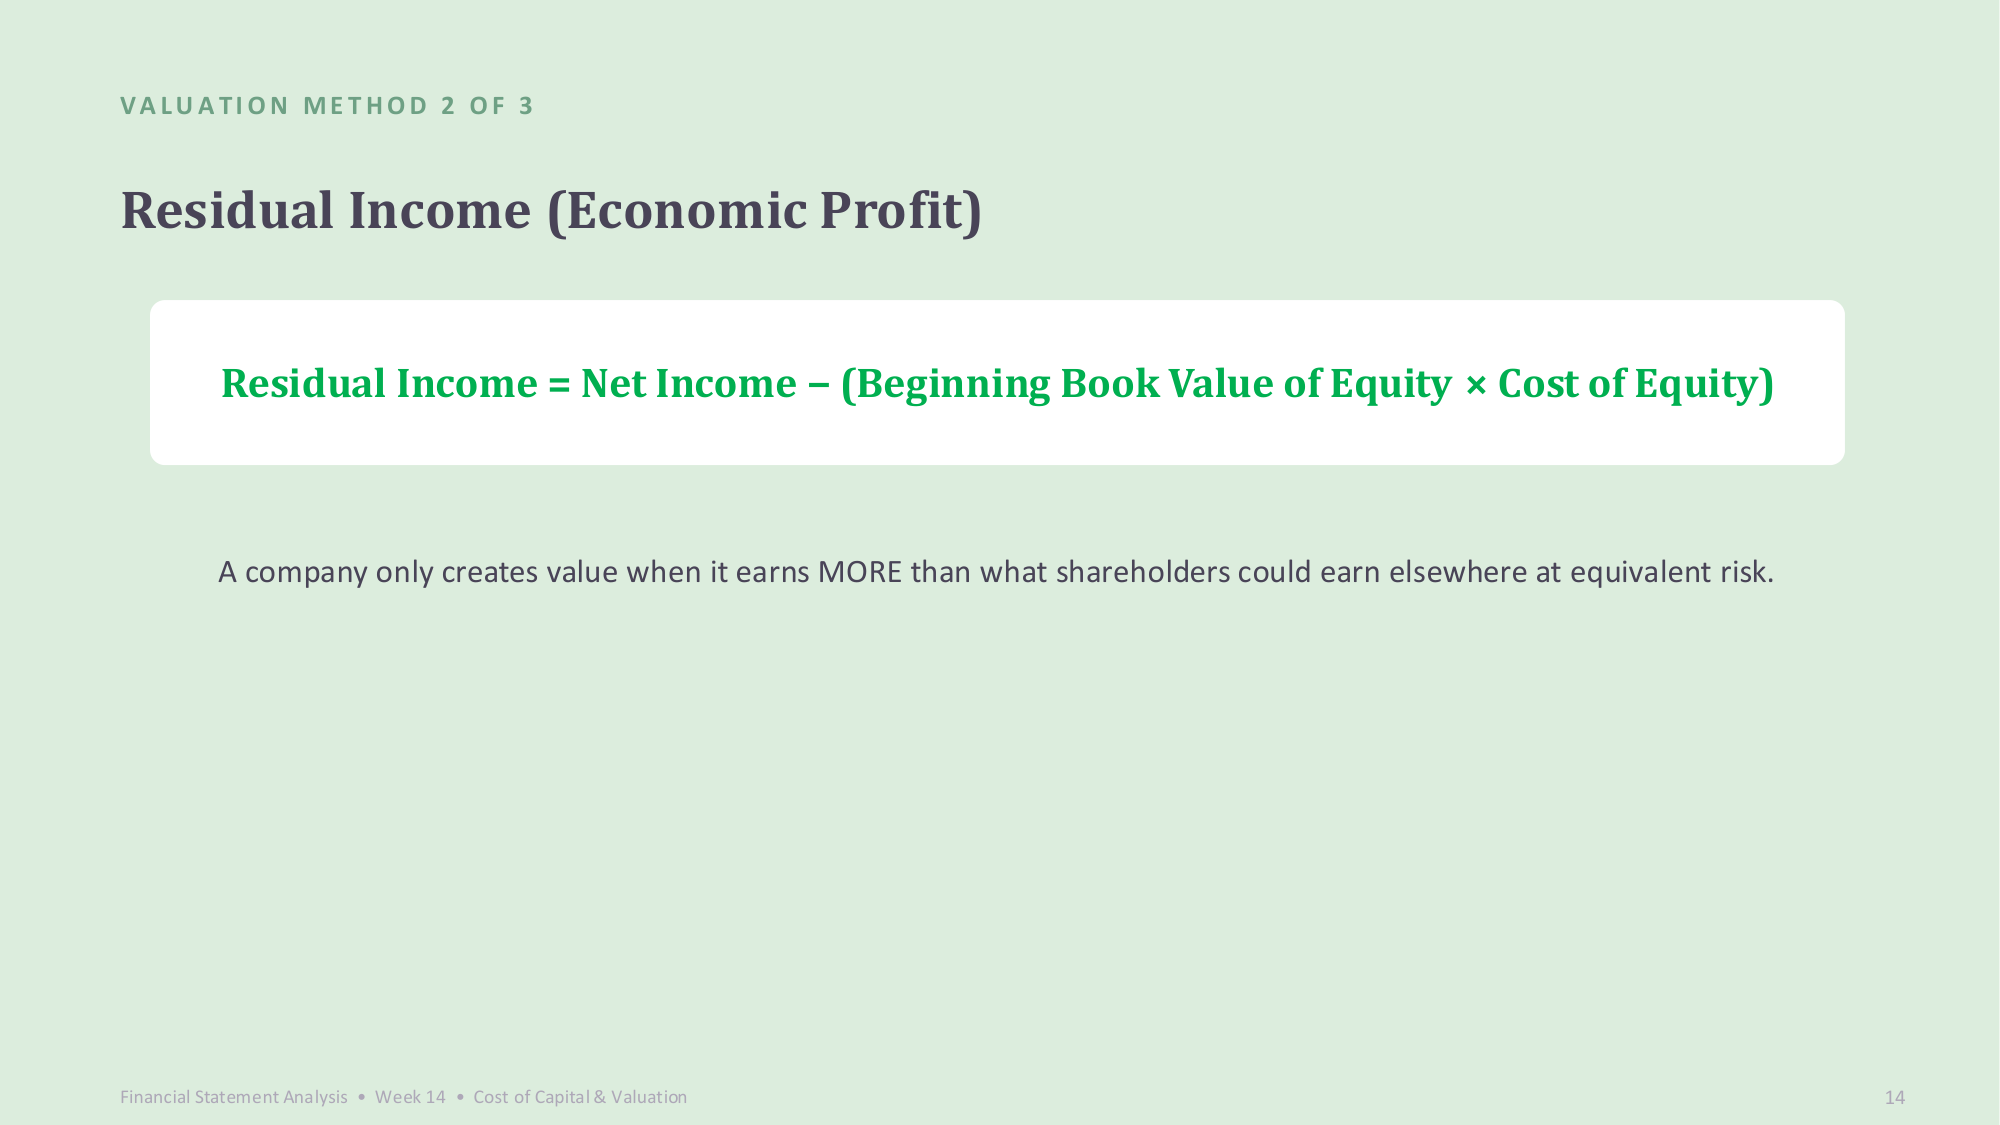 VALUATION METHOD 2 OF 3
Residual Income (Economic Profit)
Residual Income = Net Income − (Beginning Book Value of Equity × Cost of Equity)
A company only creates value when it earns MORE than what shareholders could earn elsewhere at equivalent risk.
Financial Statement Analysis • Week 14 • Cost of Capital & Valuation
14